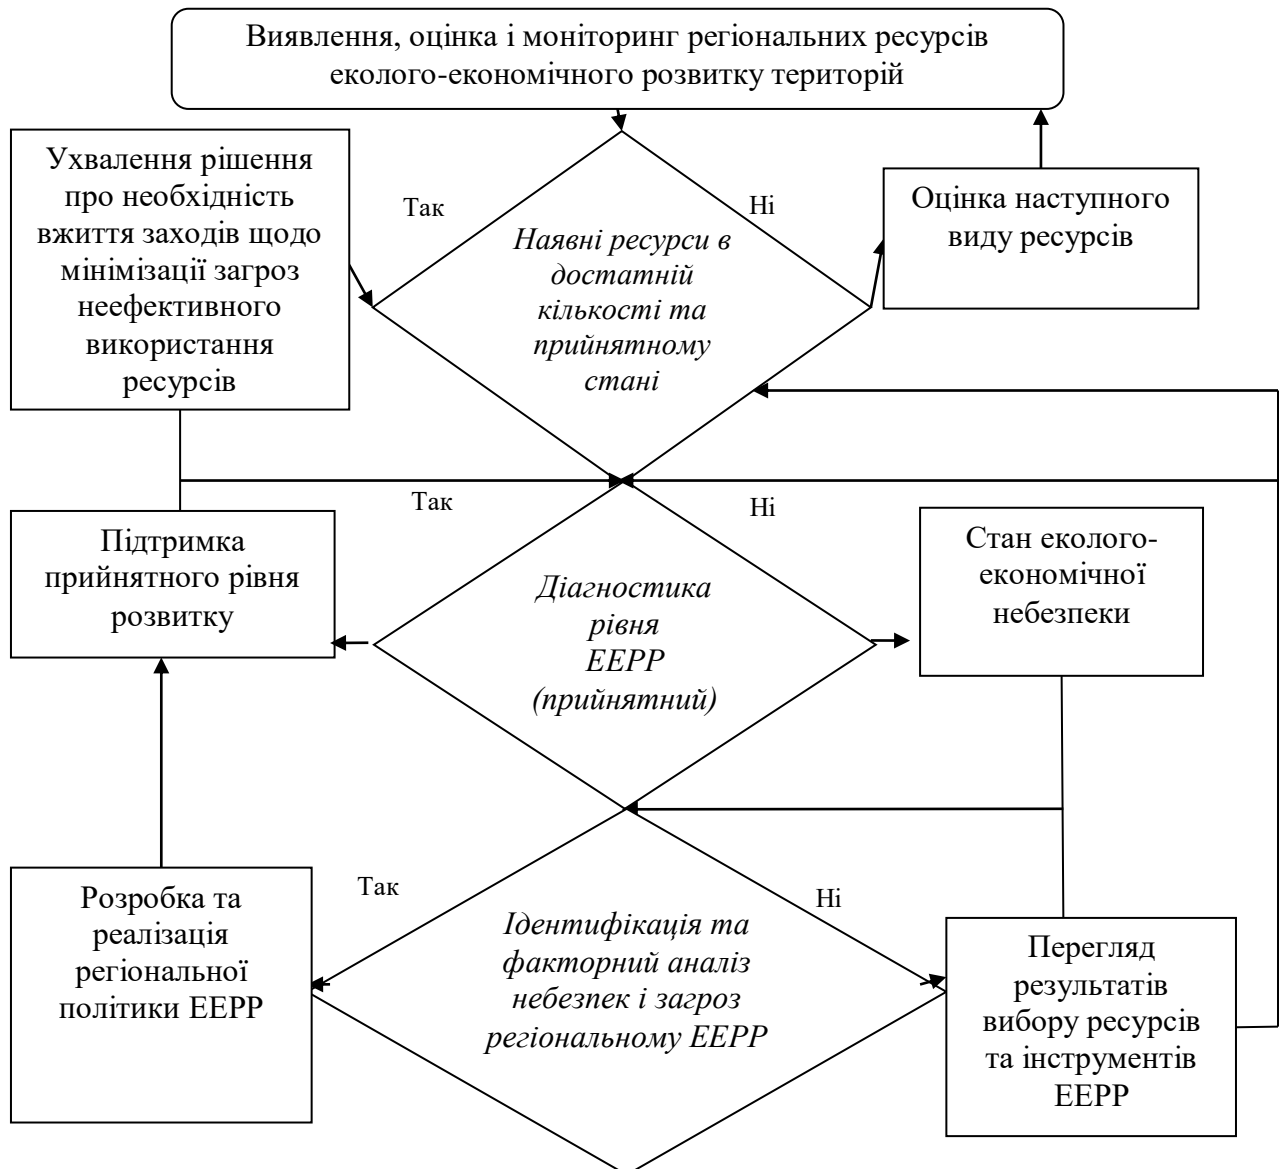 Виявлення, оцінка і моніторинг регіональних ресурсів
еколого-економічного розвитку територій
Ухвалення рішення
про необхідність
вжиття заходів щодо
мінімізації загроз
неефективного
використання
ресурсів
Так
Ні
Наявні ресурси в
достатній
кількості та
прийнятному
стані
Оцінка наступного
виду ресурсів
Так
Ні
Підтримка
прийнятного рівня
розвитку
Діагностика
рівня
ЕЕРР
(прийнятний)
Стан еколого-
економічної
небезпеки
Так
Ні
Розробка та
реалізація
регіональної
політики ЕЕРР
Ідентифікація та
факторний аналіз
небезпек і загроз
регіональному ЕЕРР
Перегляд
результатів
вибору ресурсів
та інструментів
ЕЕРР